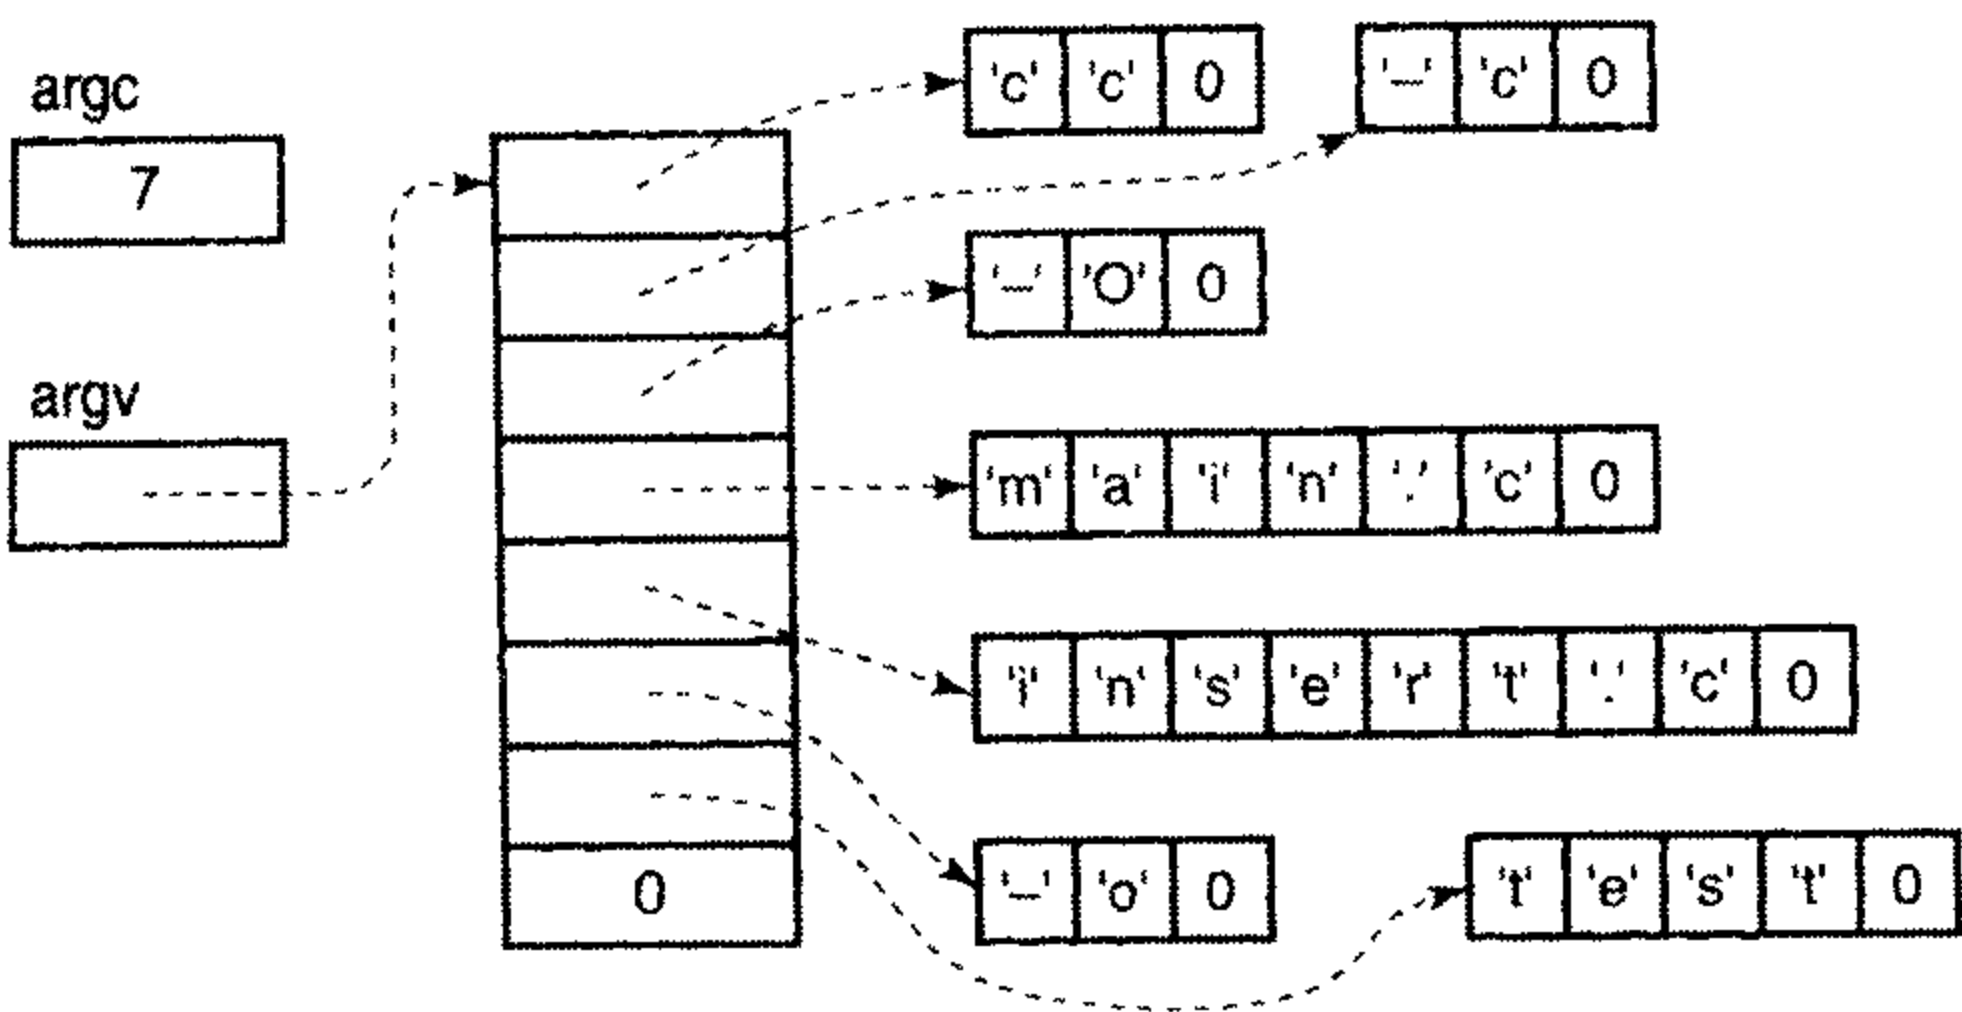 argc
7
argv
0
'c' 'c' 0
'–' 'c' 0
'–' 'O' 0
'm' 'a' 'i' 'n' '.' 'c' 0
'i' 'n' 's' 'e' 'r' 't' '.' 'c' 0
'–' 'o' 0
't' 'e' 's' 't' 0